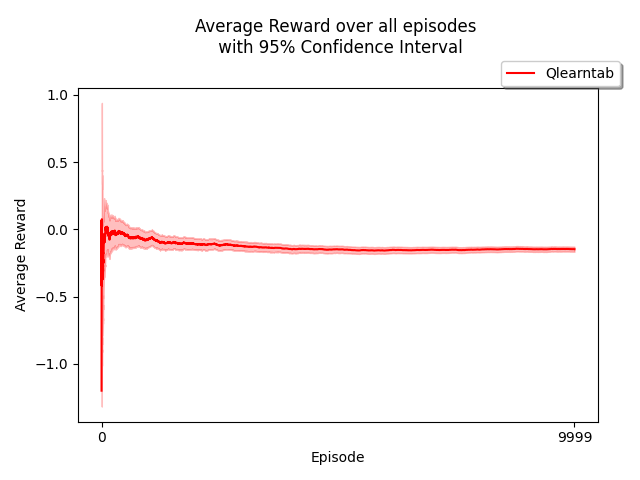 Average Reward over all episodes
with 95% Confidence Interval
Qlearntab
1.0
0.5
0.0
−0.5
−1.0
Average Reward
0
9999
Episode